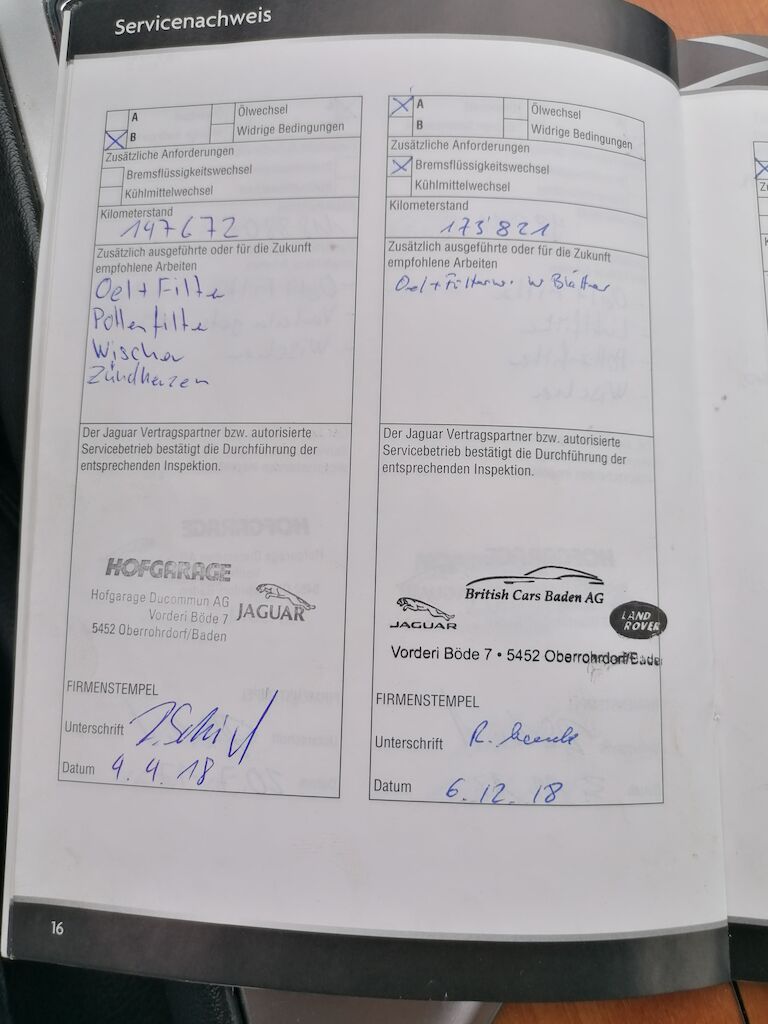 Servicenachweis
A
Ölwechsel
B
Widrige Bedingungen
Zusätzliche Anforderungen
Bremsflüssigkeitswechsel
Kühlmittelwechsel
Kilometerstand
147672
Zusätzlich ausgeführte oder für die Zukunft
empfohlene Arbeiten
Oel + Filter
Pollenfilter
Wischer
Zündkerzen
Der Jaguar Vertragspartner bzw. autorisierte
Servicebetrieb bestätigt die Durchführung der
entsprechenden Inspektion.
HOFGARAGE
Hofgarage Ducommun AG
Vorderi Böde 7
5452 Oberrohrdorf/Baden
JAGUAR
FIRMENSTEMPEL
Unterschrift
Datum 4. 4. 18
A
Ölwechsel
B
Widrige Bedingungen
Zusätzliche Anforderungen
Bremsflüssigkeitswechsel
Kühlmittelwechsel
Kilometerstand
173'821
Zusätzlich ausgeführte oder für die Zukunft
empfohlene Arbeiten
Oel + Filterw. W Blätter
Der Jaguar Vertragspartner bzw. autorisierte
Servicebetrieb bestätigt die Durchführung der
entsprechenden Inspektion.
British Cars Baden AG
JAGUAR
LAND
ROVER
Vorderi Böde 7 • 5452 Oberrohrdorf/Baden
FIRMENSTEMPEL
Unterschrift R.
Datum 6. 12. 18
16